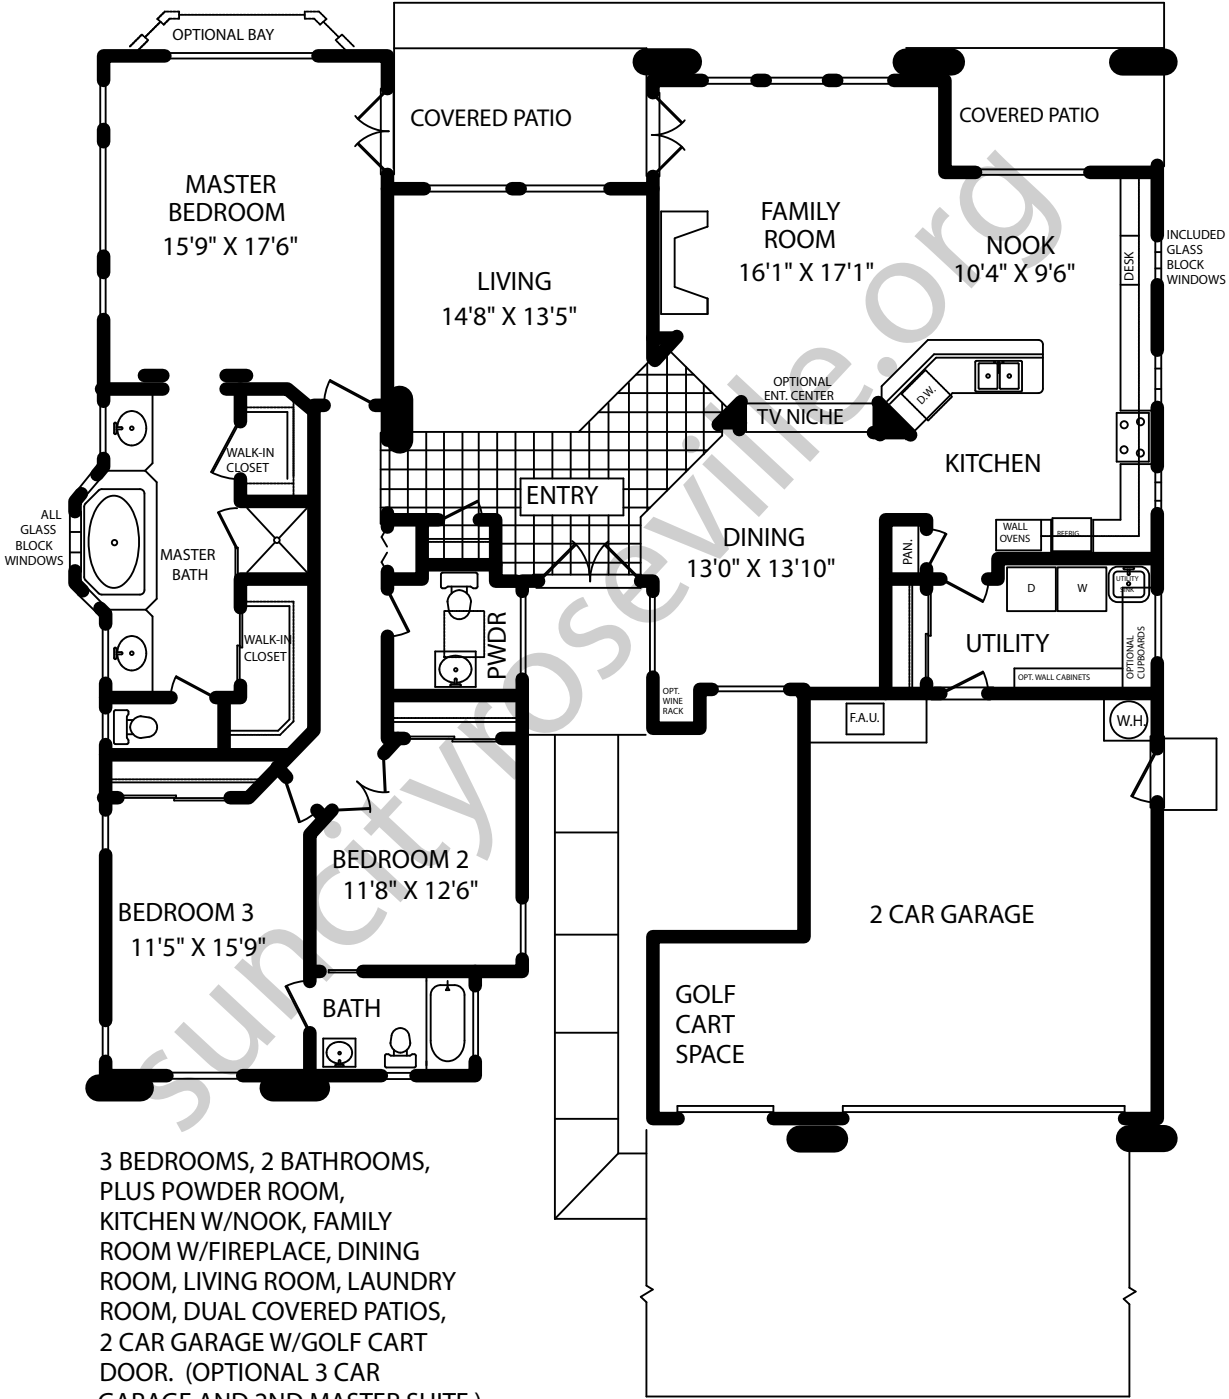 OPTIONAL BAY
COVERED PATIO
COVERED PATIO
MASTER
BEDROOM
15'9" X 17'6"
LIVING
14'8" X 13'5"
FAMILY
ROOM
16'1" X 17'1"
NOOK
10'4" X 9'6"
DESK
INCLUDED
GLASS
BLOCK
WINDOWS
OPTIONAL
ENT. CENTER
TV NICHE
D.W.
KITCHEN
WALK-IN
CLOSET
ENTRY
ALL
GLASS
BLOCK
WINDOWS
MASTER
BATH
DINING
13'0" X 13'10"
PAN.
WALL
OVENS
REFRIG
D
W
UTILITY
SINK
UTILITY
OPTIONAL
CUPBOARDS
OPT. WALL CABINETS
WALK-IN
CLOSET
PWDR
OPT.
WINE
RACK
F.A.U.
W.H.
BEDROOM 2
11'8" X 12'6"
BEDROOM 3
11'5" X 15'9"
2 CAR GARAGE
BATH
GOLF
CART
SPACE
suncityroseville.org
3 BEDROOMS, 2 BATHROOMS,
PLUS POWDER ROOM,
KITCHEN W/NOOK, FAMILY
ROOM W/FIREPLACE, DINING
ROOM, LIVING ROOM, LAUNDRY
ROOM, DUAL COVERED PATIOS,
2 CAR GARAGE W/GOLF CART
DOOR. (OPTIONAL 3 CAR
GARAGE AND 2ND MASTER SUITE.)